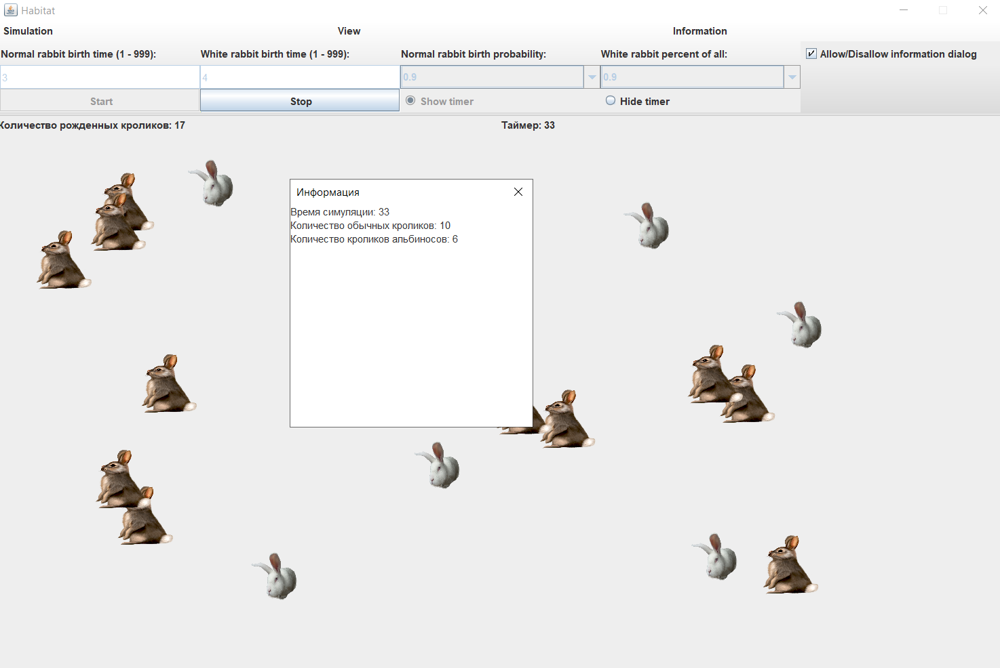 Habitat
Simulation View Information
Normal rabbit birth time (1 - 999): White rabbit birth time (1 - 999): Normal rabbit birth probability: White rabbit percent of all: Allow/Disallow information dialog
3 4 0.9 0.9
Start Stop Show timer Hide timer
Количество рожденных кроликов: 17 Таймер: 33
Информация
Время симуляции: 33
Количество обычных кроликов: 10
Количество кроликов альбиносов: 6